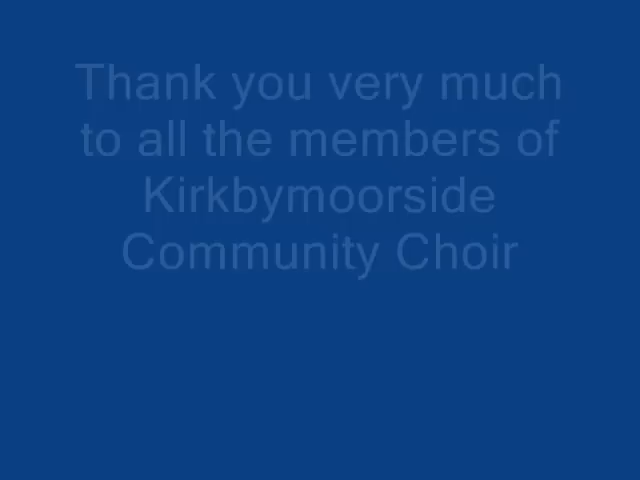 Thank you very much
to all the members of
Kirkbymoorside
Community Choir